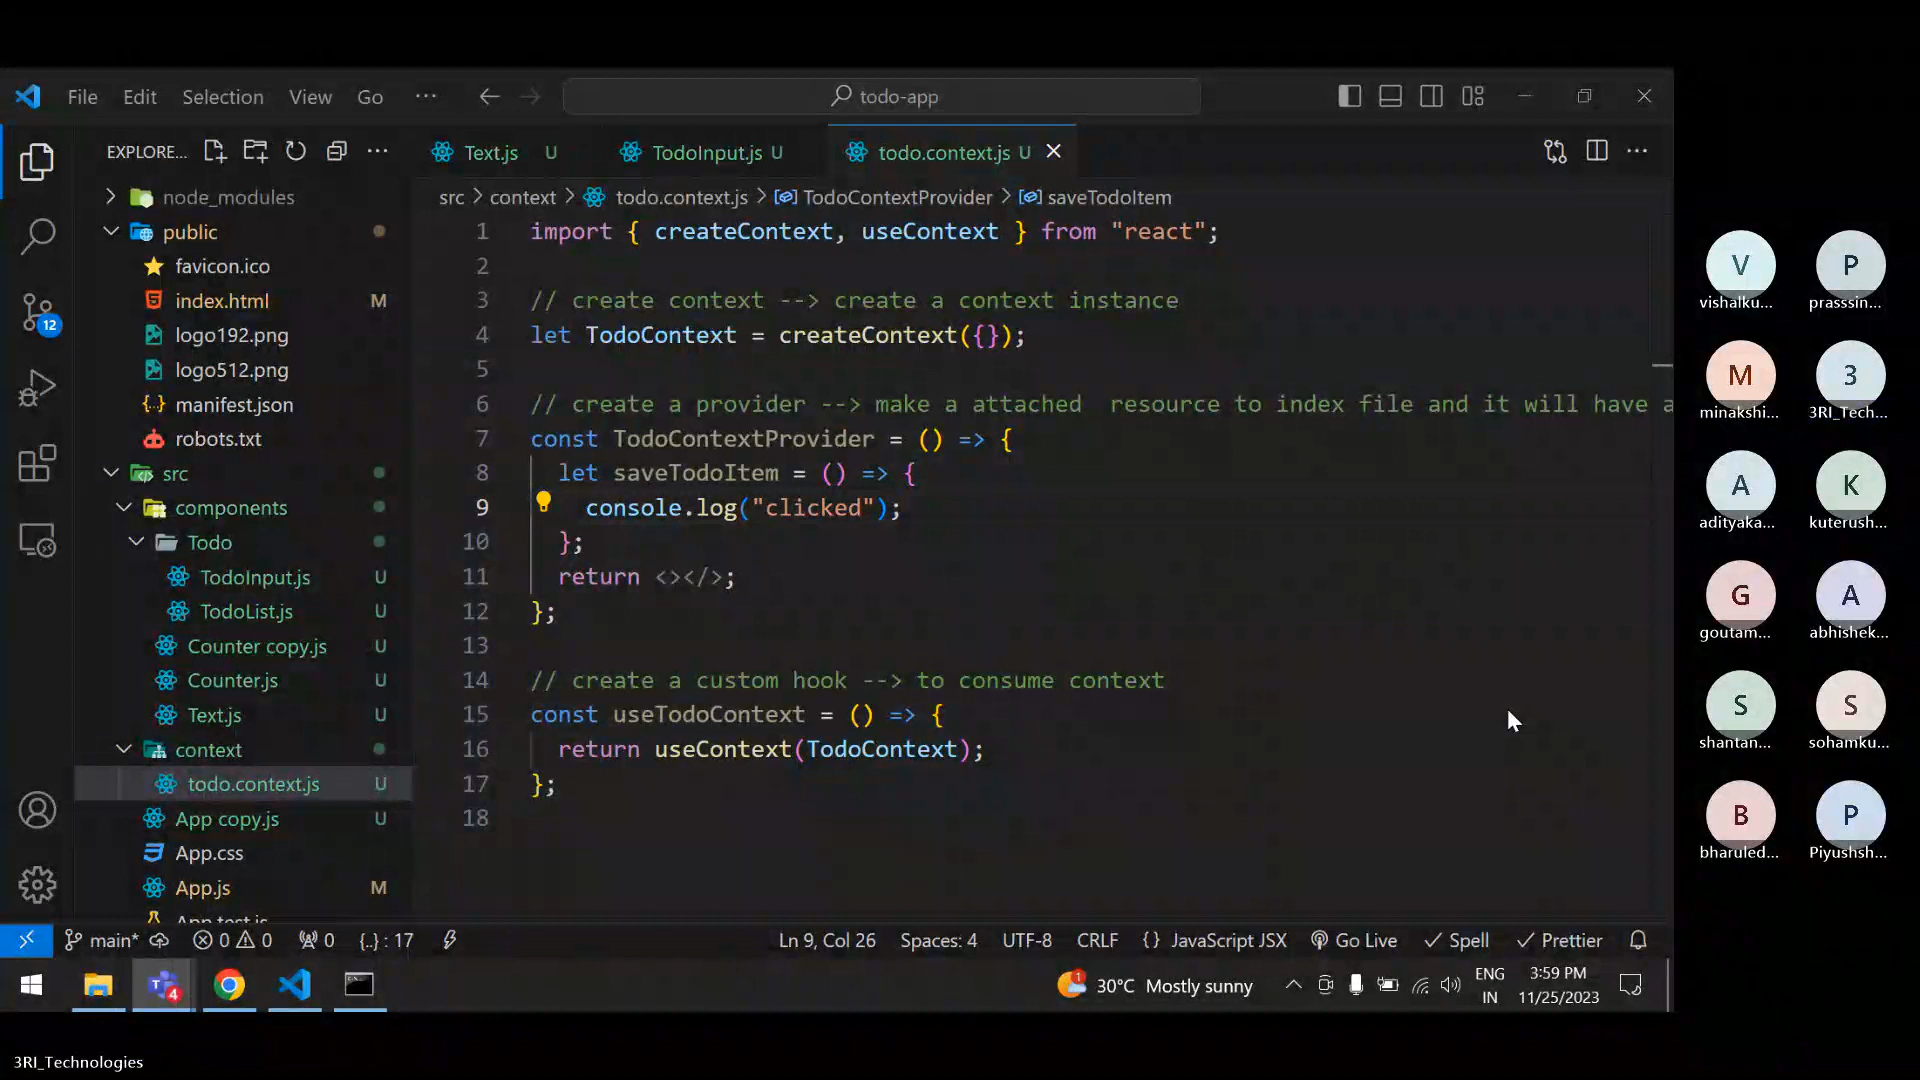 File Edit Selection View Go ··· todo-app
EXPLORE...
Text.js U TodoInput.js U todo.context.js U
src > context > todo.context.js > TodoContextProvider > saveTodoItem
node_modules
public
favicon.ico
index.html M
logo192.png
logo512.png
manifest.json
robots.txt
src
components
Todo
TodoInput.js U
TodoList.js U
Counter copy.js U
Counter.js U
Text.js U
context
todo.context.js U
App copy.js U
App.css
App.js M
App.test.js
12
1 import { createContext, useContext } from "react";
2
3 // create context --> create a context instance
4 let TodoContext = createContext({});
5
6 // create a provider --> make a attached  resource to index file and it will have a
7 const TodoContextProvider = () => {
8 let saveTodoItem = () => {
9 console.log("clicked");
10 };
11 return <></>;
12 };
13
14 // create a custom hook --> to consume context
15 const useTodoContext = () => {
16 return useContext(TodoContext);
17 };
18
main* 0 0 0 {..} : 17 Ln 9, Col 26 Spaces: 4 UTF-8 CRLF {} JavaScript JSX Go Live Spell Prettier
4 1 30°C Mostly sunny ENG IN 3:59 PM 11/25/2023
V P
vishalku... prasssin...
M 3
minakshi... 3RI_Tech...
A K
adityaka... kuterush...
G A
goutam... abhishek...
S S
shantan... sohamku...
B P
bharuled... Piyushsh...
3RI_Technologies